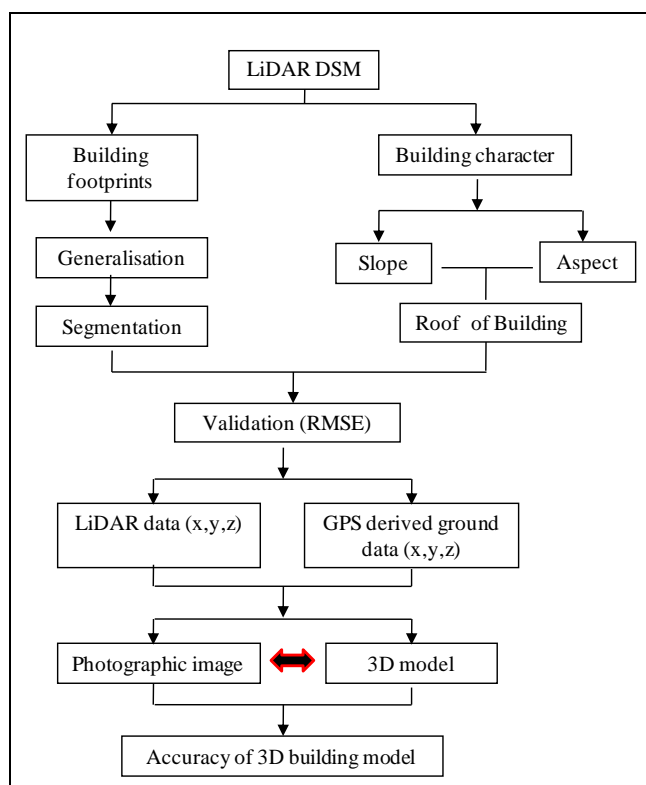 LiDAR DSM
Building
footprints
Building character
Generalisation
Slope
Aspect
Segmentation
Roof of Building
Validation (RMSE)
LiDAR data (x,y,z)
GPS derived ground
data (x,y,z)
Photographic image
3D model
Accuracy of 3D building model